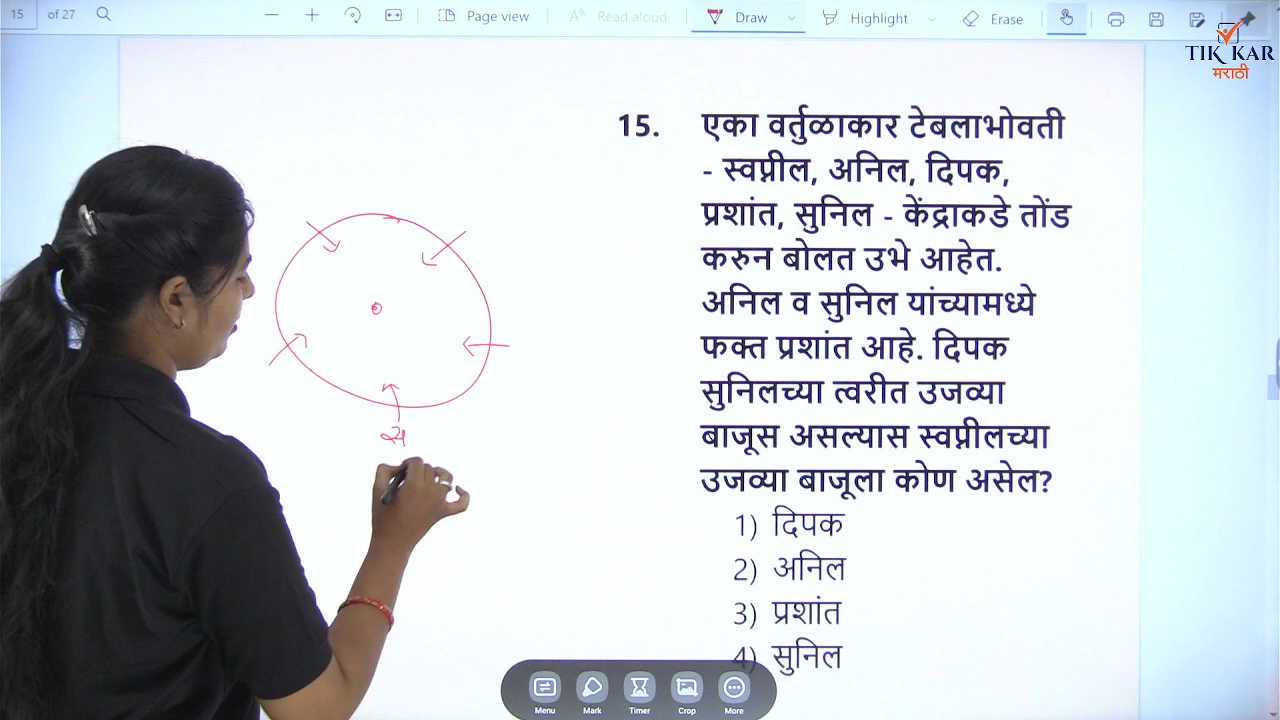 15 of 27 Page view Read aloud Draw Highlight Erase
TIKKAR
मराठी
15. एका वर्तुळाकार टेबलाभोवती
- स्वप्नील, अनिल, दिपक,
प्रशांत, सुनिल - केंद्राकडे तोंड
करुन बोलत उभे आहेत.
अनिल व सुनिल यांच्यामध्ये
फक्त प्रशांत आहे. दिपक
सुनिलच्या त्वरीत उजव्या
बाजूस असल्यास स्वप्नीलच्या
उजव्या बाजूला कोण असेल?
1) दिपक
2) अनिल
3) प्रशांत
4) सुनिल
Menu Mark Timer Crop More